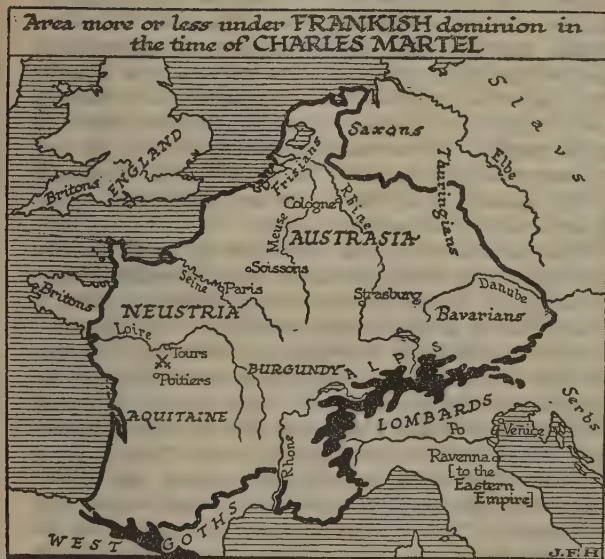 Area more or less under FRANKISH dominion in
the time of CHARLES MARTEL
Slavs
Saxons
ENGLAND
Britons
Frisians
Elbe
Thuringians
Rhine
Cologne
Meuse
AUSTRASIA
Soissons
Seine
Paris
Danube
Strasburg
Britons
NEUSTRIA
Bavarians
Loire
Tours
Poitiers
BURGUNDY
ALPS
AQUITAINE
LOMBARDS
Serbs
Po
Venice
Rhone
Ravenna
[to the
Eastern
Empire]
WEST GOTHS
J.F.H